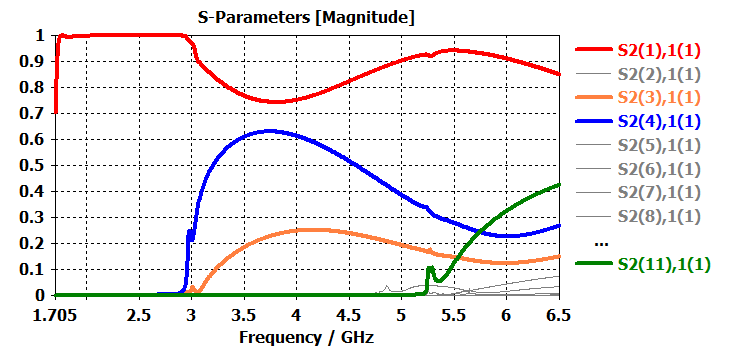 S-Parameters [Magnitude]
1
0.9
0.8
0.7
0.6
0.5
0.4
0.3
0.2
0.1
0
1.705 2.5 3 3.5 4 4.5 5 5.5 6 6.5
Frequency / GHz
S2(1),1(1)
S2(2),1(1)
S2(3),1(1)
S2(4),1(1)
S2(5),1(1)
S2(6),1(1)
S2(7),1(1)
S2(8),1(1)
...
S2(11),1(1)